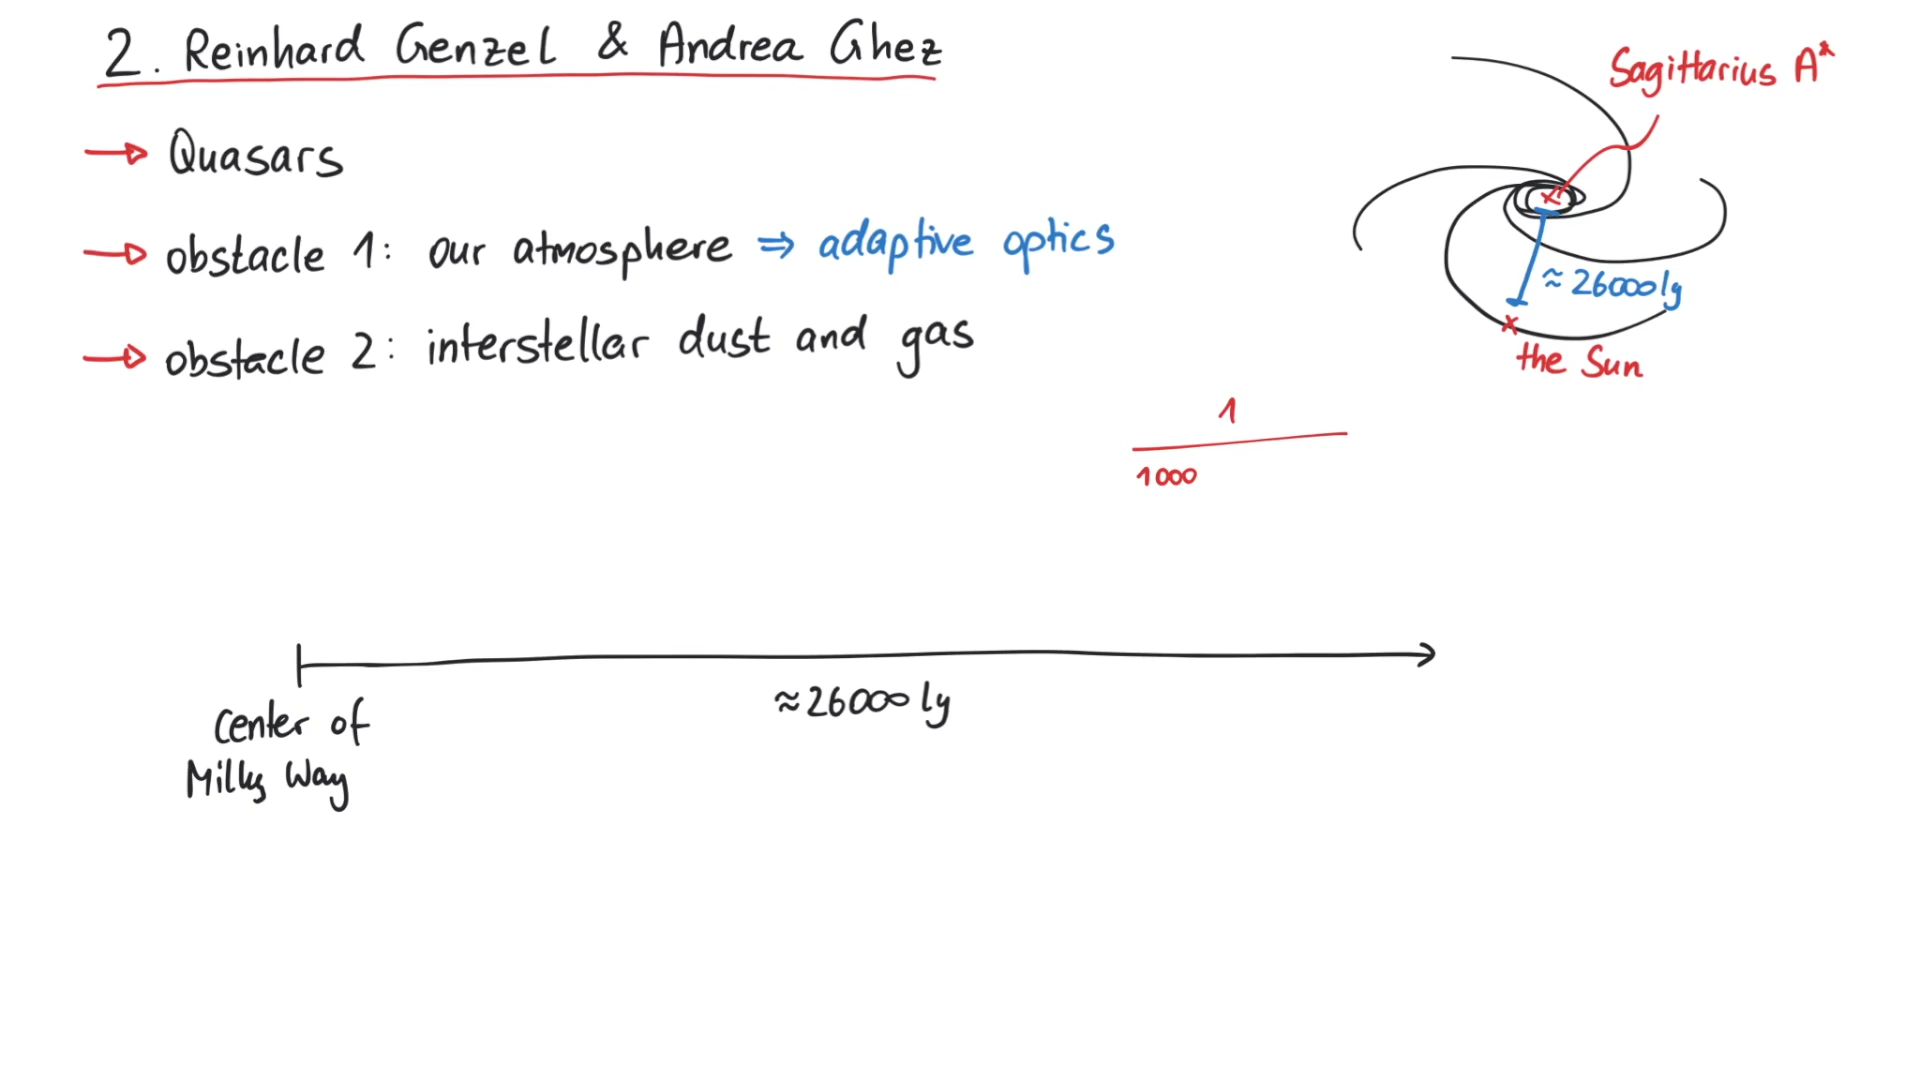 2. Reinhard Genzel & Andrea Ghez
→ Quasars
→ obstacle 1: our atmosphere ⇒ adaptive optics
→ obstacle 2: interstellar dust and gas
Sagittarius A*
≈ 26000 ly
the Sun
1
1000
≈ 26000 ly
center of
Milky Way